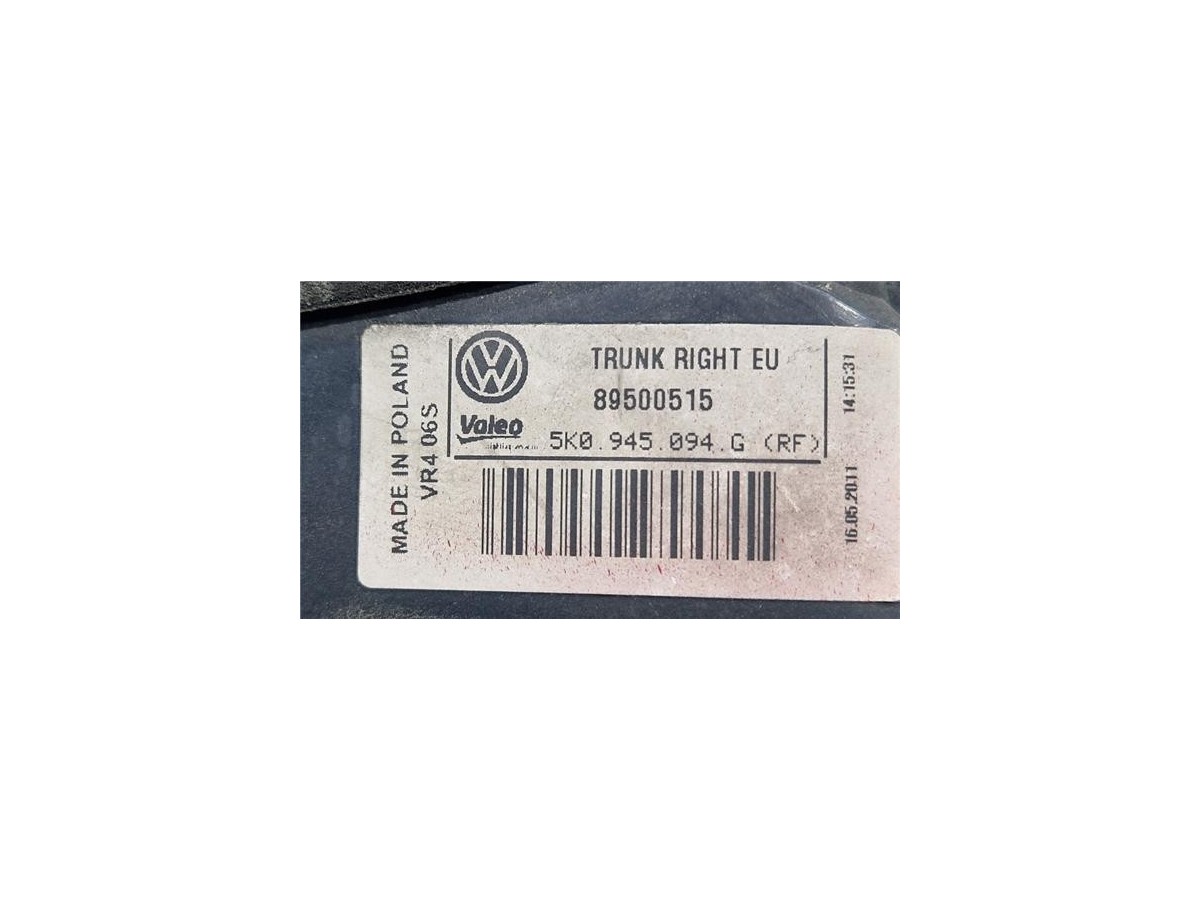 MADE IN POLAND
VR4 06S
VW
Valeo
TRUNK RIGHT EU
89500515
5K0.945.094.G (RF)
16.05.2011 14:15:31